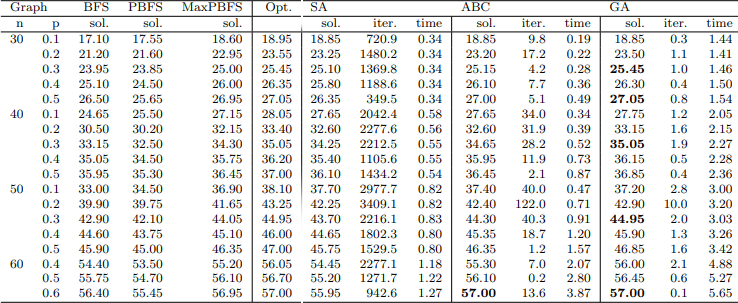 Graph BFS PBFS MaxPBFS Opt. SA ABC GA
n p sol. sol. sol. sol. iter. time sol. iter. time sol. iter. time
30 0.1 17.10 17.55 18.60 18.95 18.85 720.9 0.34 18.85 9.8 0.19 18.85 0.3 1.44
0.2 21.20 21.60 22.95 23.55 23.25 1480.2 0.34 23.20 17.2 0.22 23.50 1.1 1.41
0.3 23.95 23.85 25.00 25.45 25.10 1369.8 0.34 25.15 4.2 0.28 25.45 1.0 1.46
0.4 25.10 24.50 26.00 26.35 25.80 1188.6 0.34 26.10 7.7 0.36 26.30 0.4 1.50
0.5 26.50 25.65 26.95 27.05 26.35 349.5 0.34 27.00 5.1 0.49 27.05 0.8 1.54
40 0.1 24.65 25.50 27.15 28.05 27.65 2042.4 0.58 27.65 34.0 0.34 27.75 1.2 2.05
0.2 30.50 30.20 32.15 33.40 32.60 2277.6 0.56 32.60 31.9 0.39 33.15 1.6 2.15
0.3 33.15 32.50 34.30 35.05 34.25 2212.5 0.55 34.65 28.2 0.52 35.05 1.9 2.27
0.4 35.05 34.50 35.75 36.20 35.40 1105.6 0.55 35.95 11.9 0.73 36.15 0.5 2.28
0.5 35.95 35.30 36.45 37.00 36.10 1434.2 0.54 36.45 2.1 0.87 36.85 0.4 2.36
50 0.1 33.00 34.50 36.90 38.10 37.70 2977.7 0.82 37.40 40.0 0.47 37.20 2.8 3.00
0.2 39.90 39.75 41.65 43.25 42.25 3409.1 0.82 42.40 122.0 0.71 42.90 10.0 3.20
0.3 42.90 42.10 44.05 44.95 43.70 2216.1 0.83 44.30 40.3 0.91 44.95 2.0 3.03
0.4 44.60 43.75 45.10 46.00 44.65 1802.3 0.80 45.35 18.7 1.20 45.90 1.3 3.26
0.5 45.90 45.00 46.35 47.00 45.75 1529.5 0.80 46.35 1.2 1.57 46.85 1.6 3.42
60 0.4 54.40 53.50 55.20 56.05 54.45 2277.1 1.18 55.30 7.0 2.07 56.00 2.1 4.88
0.5 55.75 54.70 56.10 56.70 55.20 1271.7 1.22 56.10 0.2 2.80 56.45 0.6 5.27
0.6 56.40 55.45 56.95 57.00 55.95 942.6 1.27 57.00 13.6 3.87 57.00 0.1 5.65